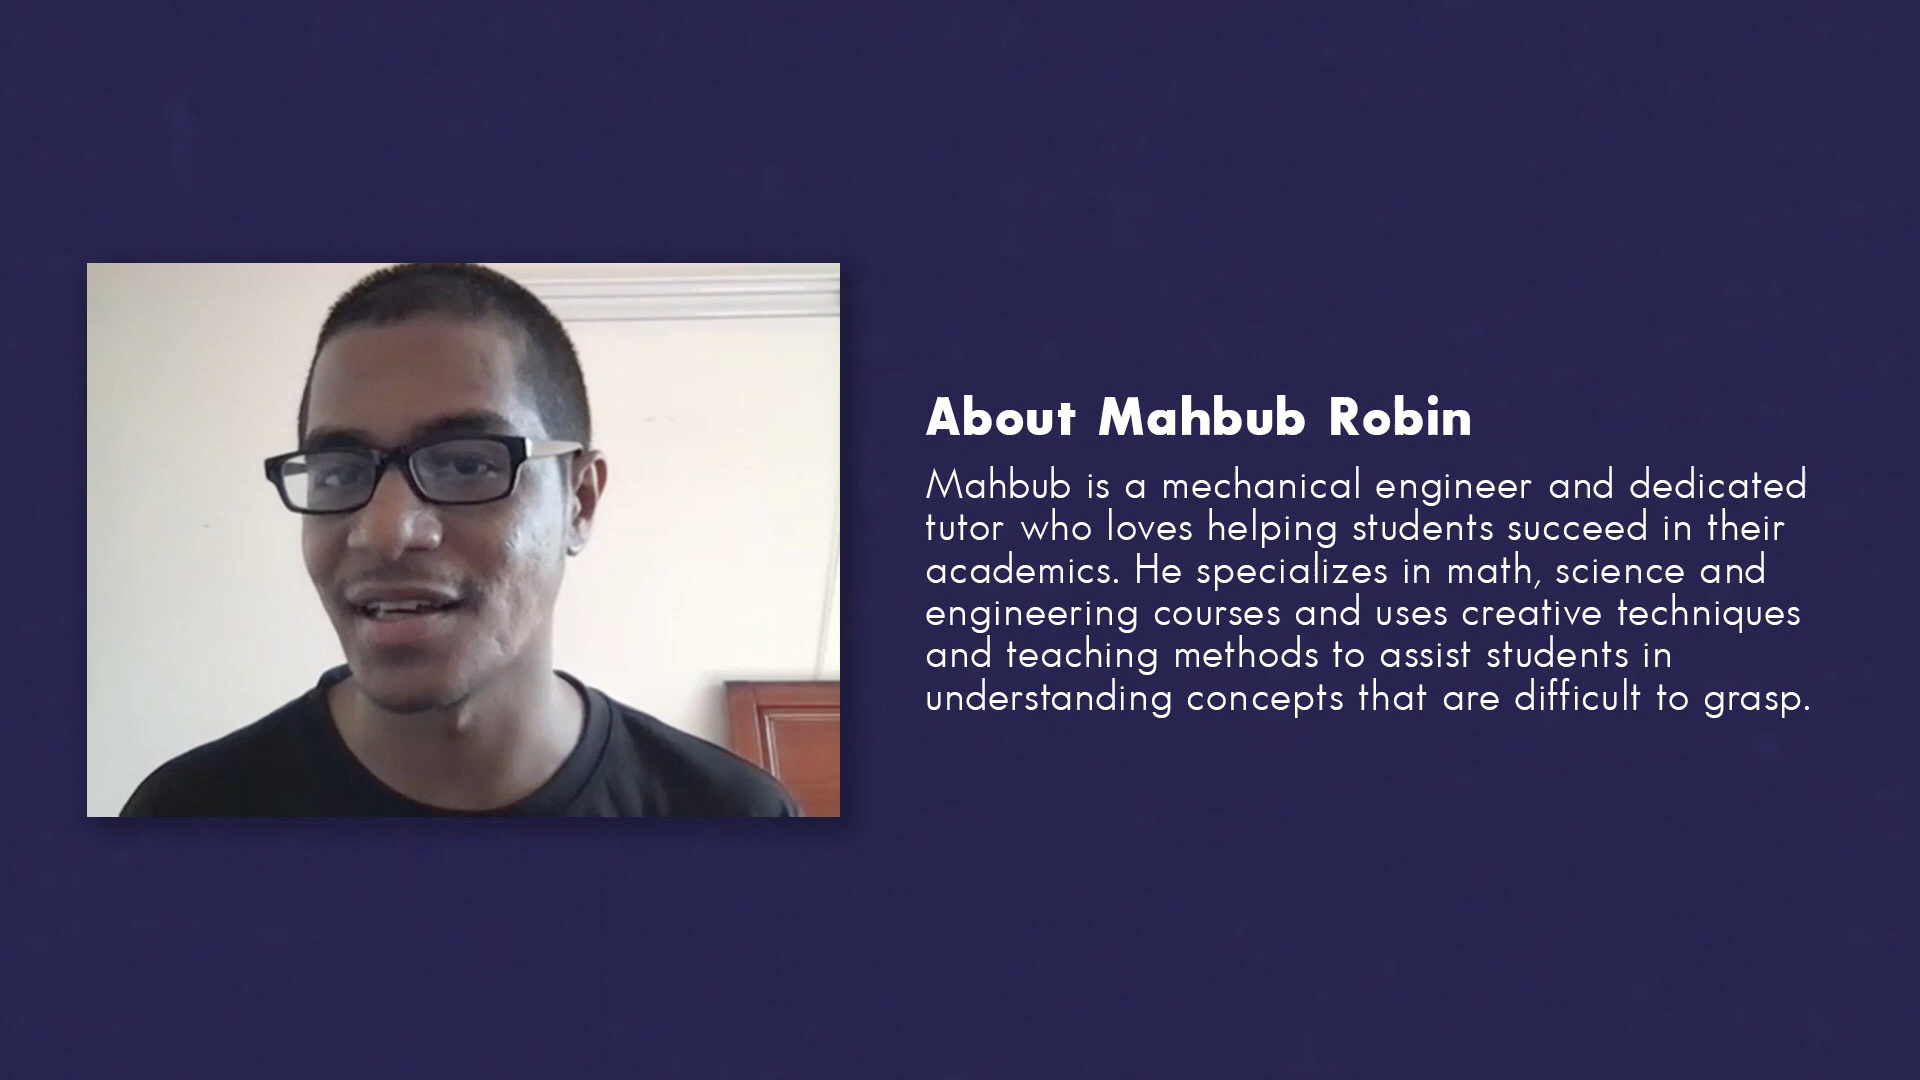 About Mahbub Robin
Mahbub is a mechanical engineer and dedicated
tutor who loves helping students succeed in their
academics. He specializes in math, science and
engineering courses and uses creative techniques
and teaching methods to assist students in
understanding concepts that are difficult to grasp.